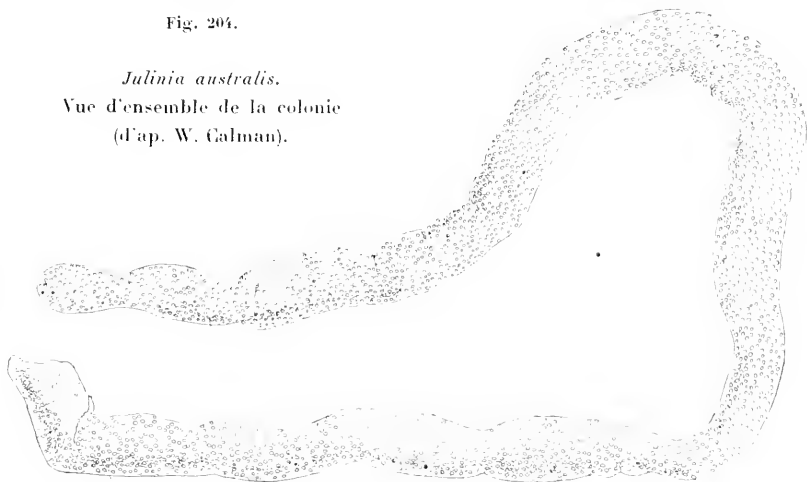 Fig. 204.
Julinia australis.
Vue d'ensemble de la colonie
(d'ap. W. Calman).